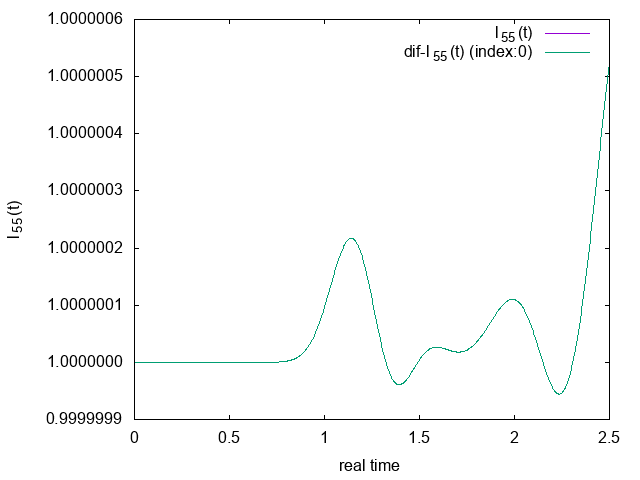 1.0000006
1.0000005
1.0000004
1.0000003
1.0000002
1.0000001
1.0000000
0.9999999
I55(t)
I55(t)
dif-I55(t) (index:0)
0 0.5 1 1.5 2 2.5
real time